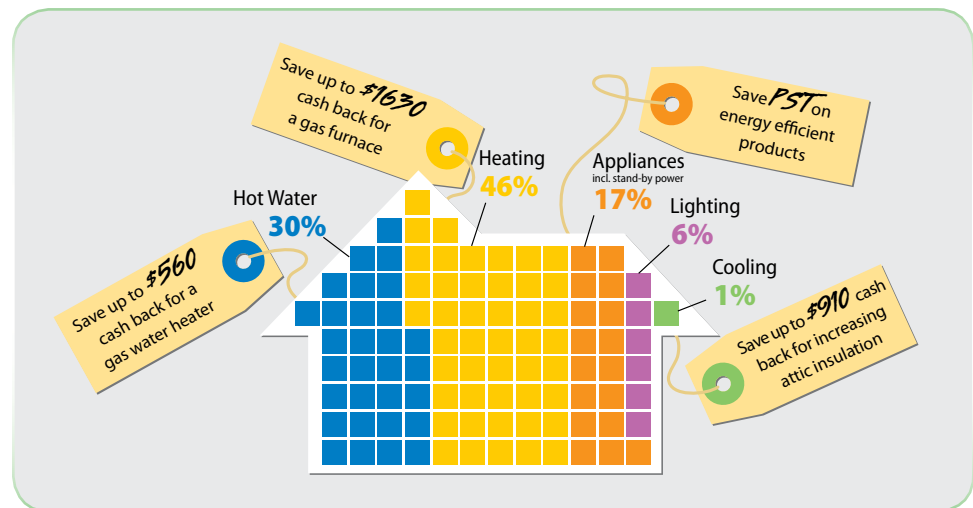 Save up to $1630
cash back for
a gas furnace
Save PST on
energy efficient
products
Heating
46%
Appliances
incl. stand-by power
17%
Hot Water
30%
Lighting
6%
Cooling
1%
Save up to $560
cash back for a
gas water heater
Save up to $910 cash
back for increasing
attic insulation